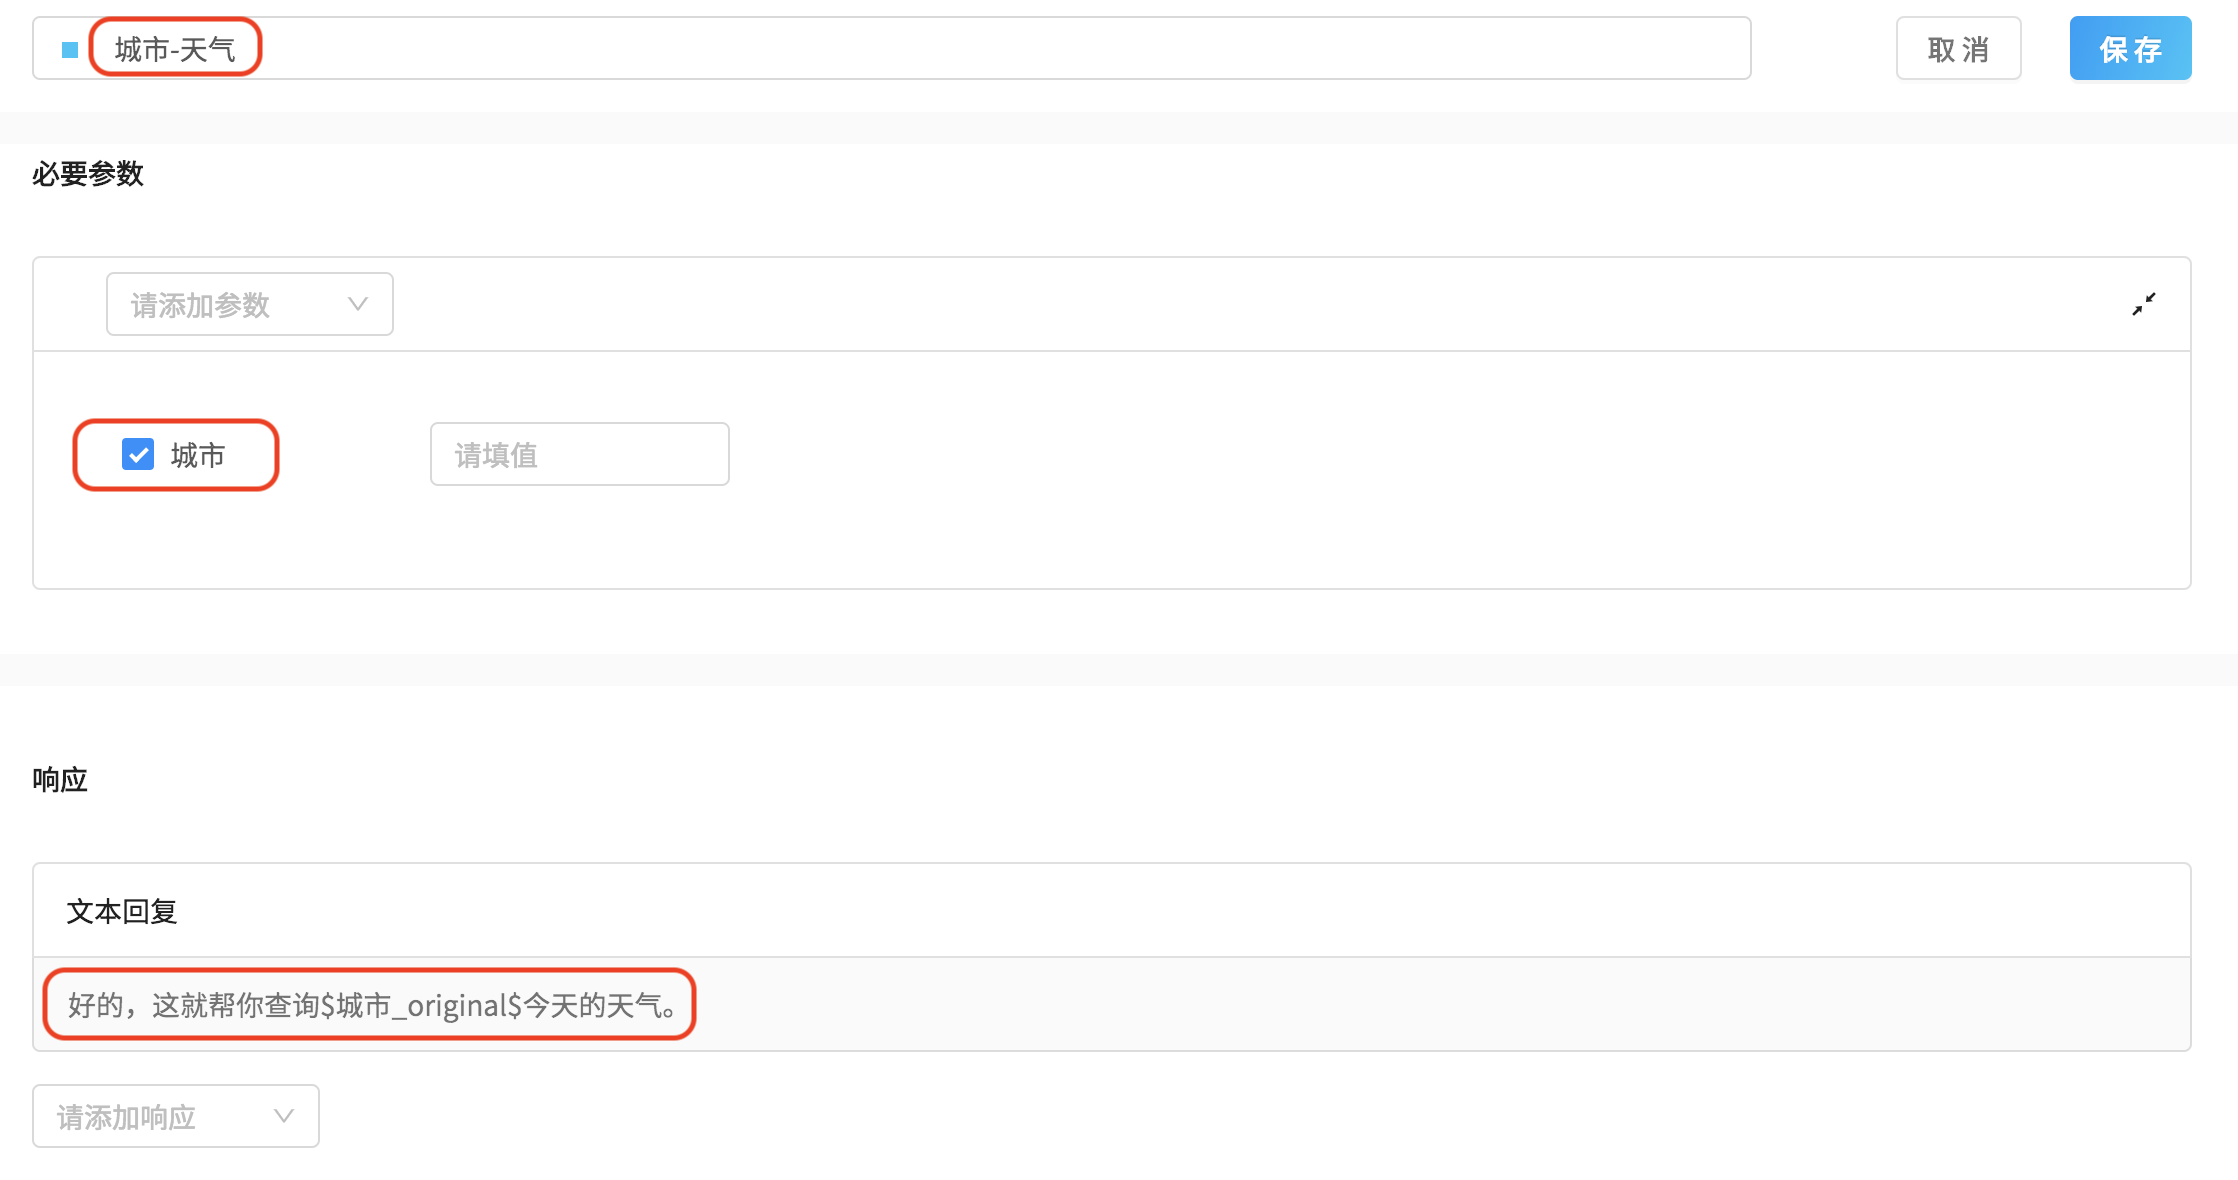 城市-天气
取 消
保 存
必要参数
请添加参数
城市
请填值
响应
文本回复
好的，这就帮你查询$城市_original$今天的天气。
请添加响应